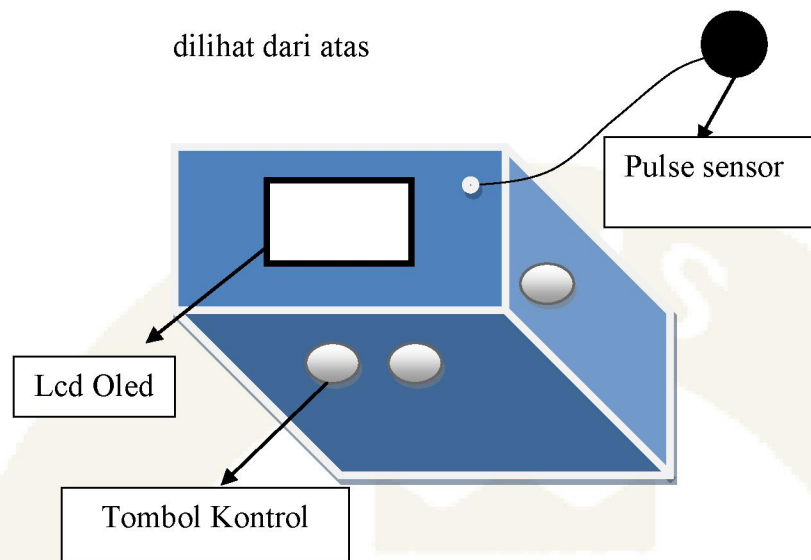 dilihat dari atas
Pulse sensor
Lcd Oled
Tombol Kontrol